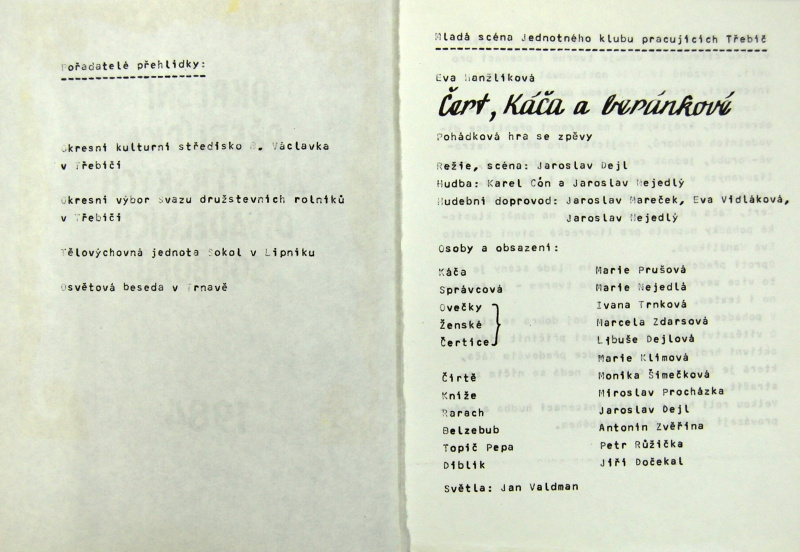 Pořadatelé přehlídky:
Okresní kulturní středisko B. Václavka
v Třebíči
Okresní výbor Svazu družstevních rolníků
v Třebíči
Tělovýchovná jednota Sokol v Lipníku
Osvětová beseda v Trnavě
Mladá scéna Jednotného klubu pracujících Třebíč
Eva Manžlíková
Čert, Káča a beránkové
Pohádková hra se zpěvy
Režie, scéna: Jaroslav Dejl
Hudba: Karel Cón a Jaroslav Nejedlý
Hudební doprovod: Jaroslav Mareček, Eva Vidláková,
Jaroslav Nejedlý
Osoby a obsazení:
Káča Marie Prušová
Správcová Marie Nejedlá
Ovečky Ivana Trnková
Ženské Marcela Zdarsová
Čertice Libuše Dejlová
Marie Klímová
Čirtě Monika Šimečková
Kníže Miroslav Procházka
Rarach Jaroslav Dejl
Belzebub Antonín Zvěřina
Topič Pepa Petr Růžička
Díblík Jiří Dočekal
Světla: Jan Valdman